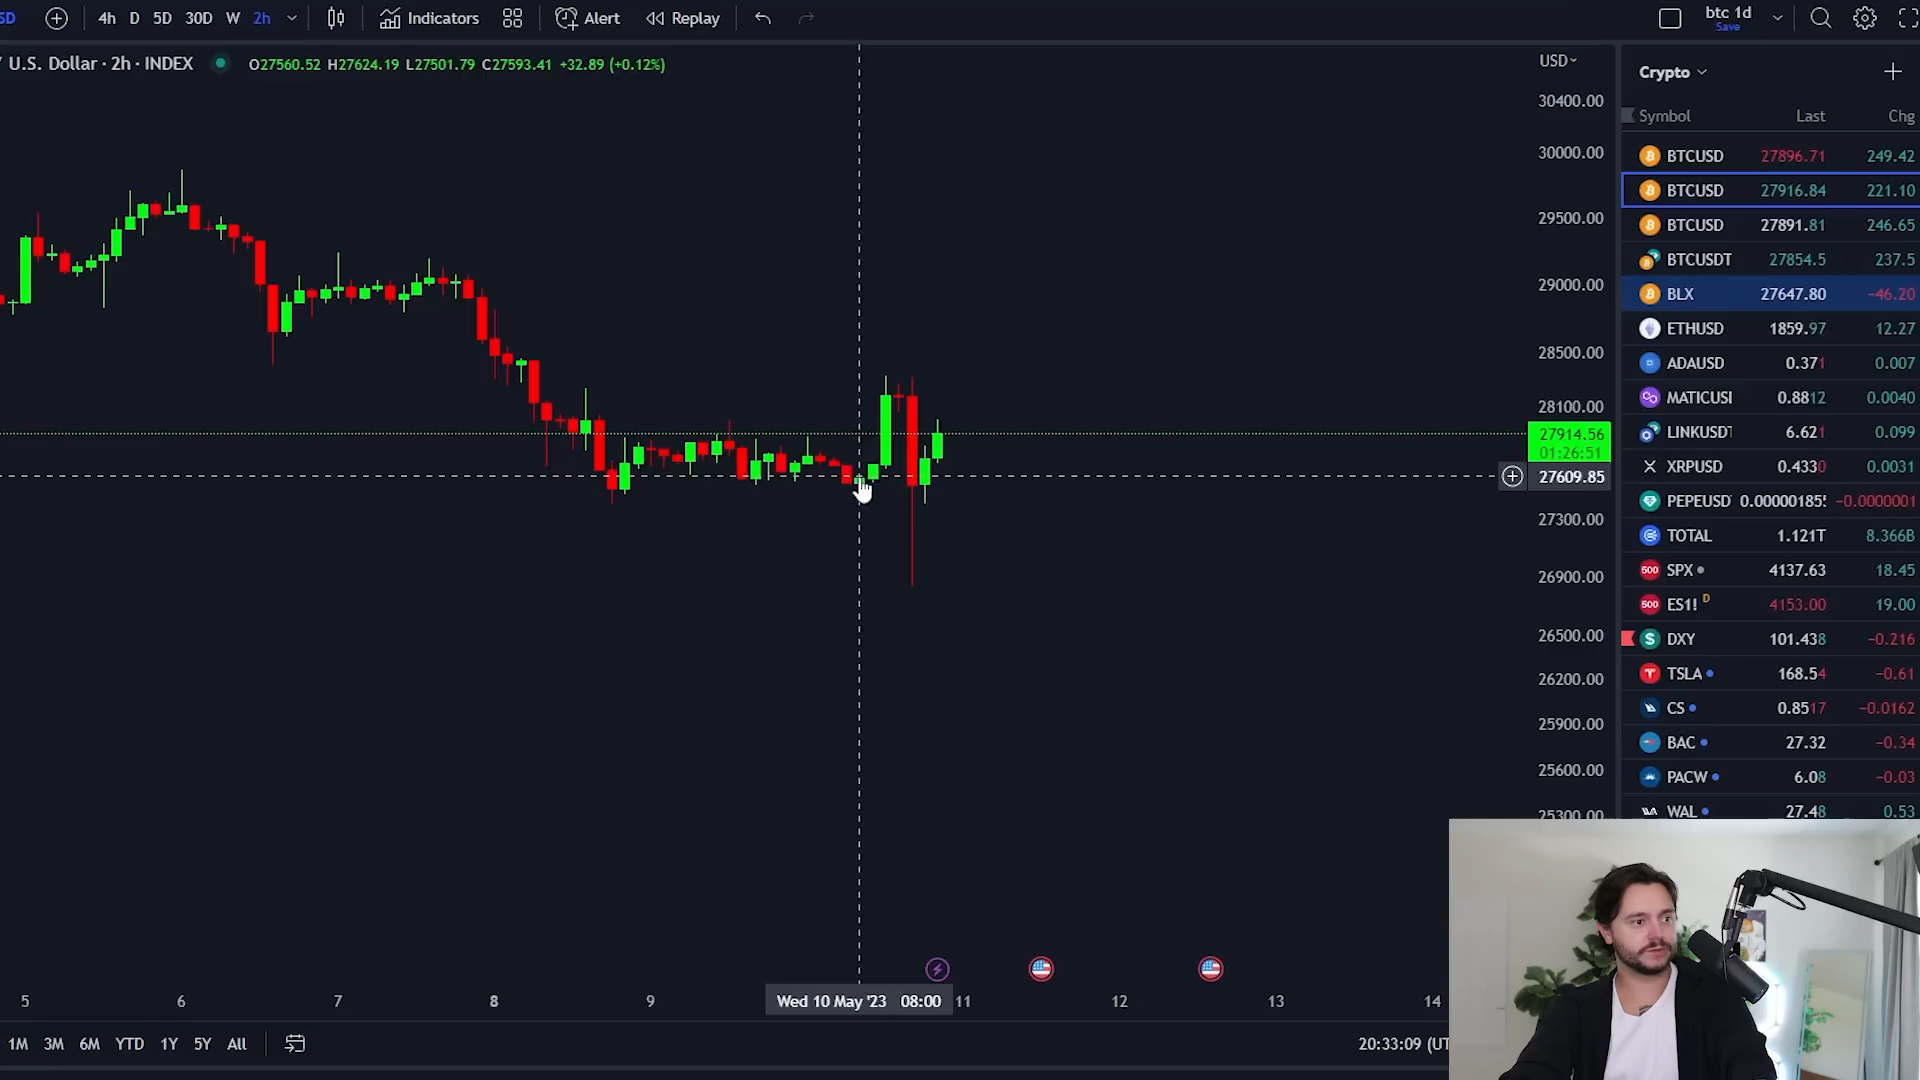 SD 4h D 5D 30D W 2h Indicators Alert Replay btc 1d
Save
U.S. Dollar · 2h · INDEX O27560.52 H27624.19 L27501.79 C27593.41 +32.89 (+0.12%)
USD
30400.00
30000.00
29500.00
29000.00
28500.00
28100.00
27914.56
01:26:51
27609.85
27300.00
26900.00
26500.00
26200.00
25900.00
25600.00
25300.00
Crypto
Symbol Last Chg
BTCUSD 27896.71 249.42
BTCUSD 27916.84 221.10
BTCUSD 27891.81 246.65
BTCUSDT 27854.5 237.5
BLX 27647.80 −46.20
ETHUSD 1859.97 12.27
ADAUSD 0.371 0.007
MATICUSI 0.8812 0.0040
LINKUSDT 6.621 0.099
XRPUSD 0.4330 0.0031
PEPEUSD 0.00000185 −0.0000001
TOTAL 1.121T 8.366B
500 SPX 4137.63 18.45
500 ES1! D 4153.00 19.00
DXY 101.438 −0.216
TSLA 168.54 −0.61
CS 0.8517 −0.0162
BAC 27.32 −0.34
PACW 6.08 −0.03
WAL 27.48 0.53
5 6 7 8 9 Wed 10 May '23 08:00 11 12 13 14
1M 3M 6M YTD 1Y 5Y All 20:33:09 (UT